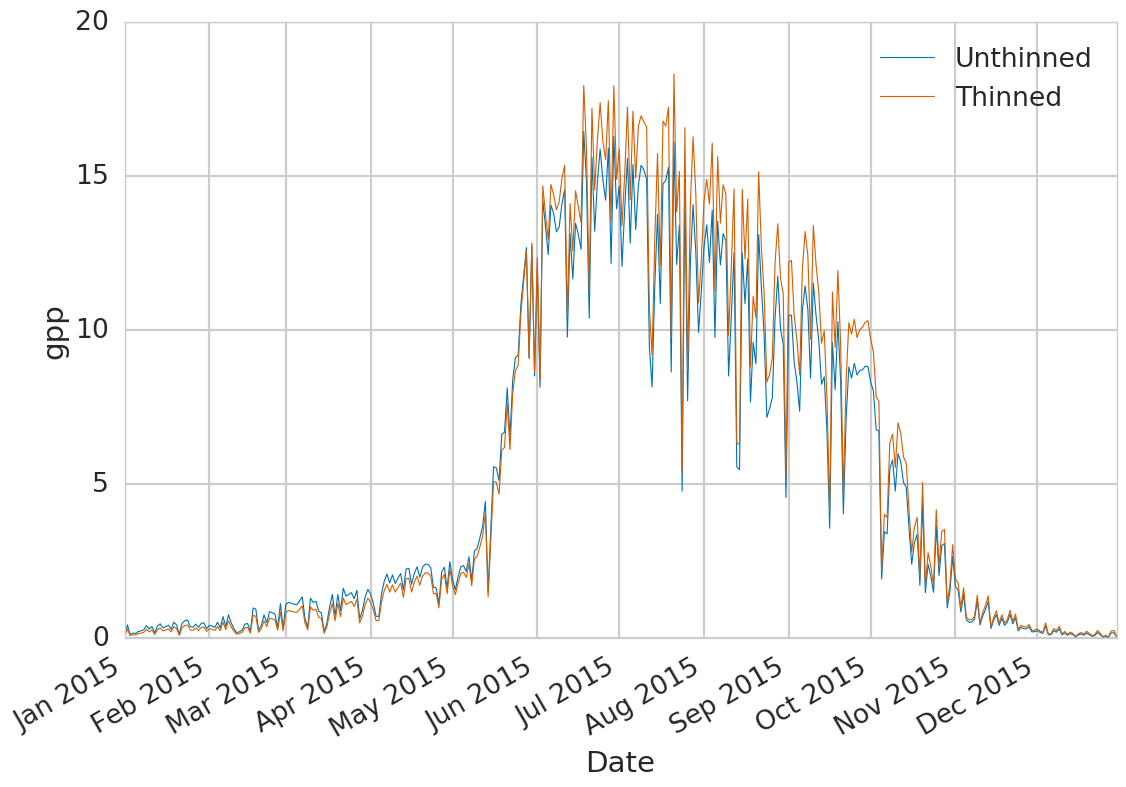 20
15
10
5
0
gpp
Unthinned
Thinned
Jan 2015
Feb 2015
Mar 2015
Apr 2015
May 2015
Jun 2015
Jul 2015
Aug 2015
Sep 2015
Oct 2015
Nov 2015
Dec 2015
Date